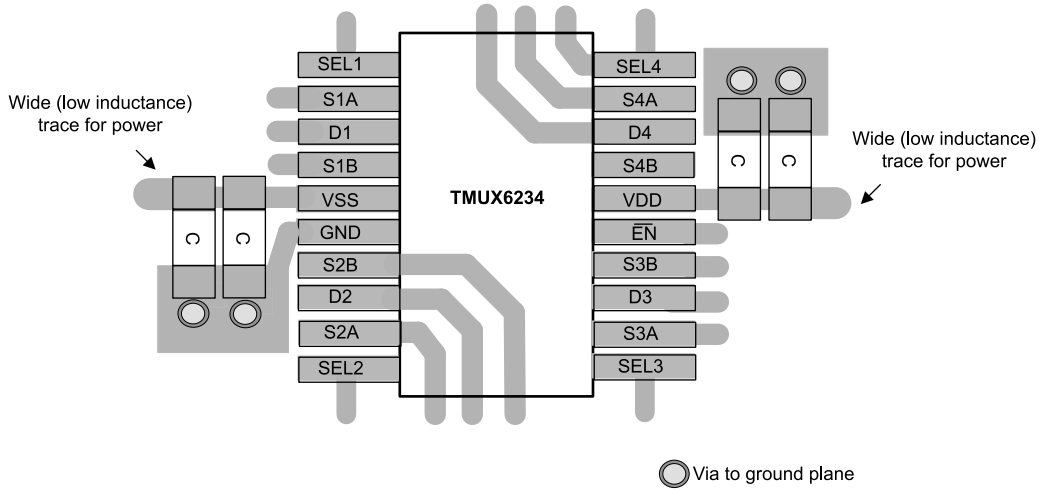 SEL1
S1A
D1
S1B
VSS
GND
S2B
D2
S2A
SEL2
Wide (low inductance)
trace for power
C
C
TMUX6234
SEL4
S4A
D4
S4B
VDD
E̅N̅
S3B
D3
S3A
SEL3
C
C
Wide (low inductance)
trace for power
Via to ground plane